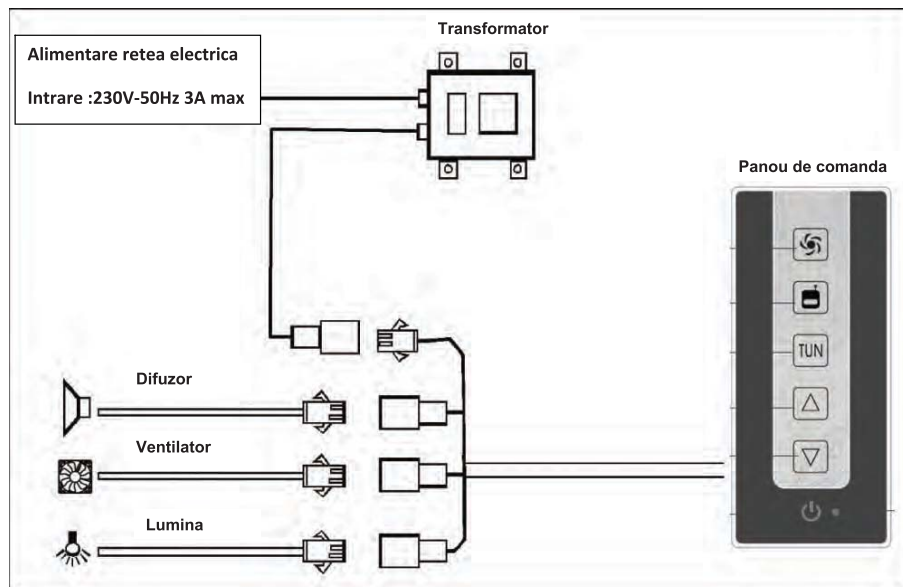 Transformator
Alimentare retea electrica
Intrare :230V-50Hz 3A max
Panou de comanda
TUN
Difuzor
Ventilator
Lumina